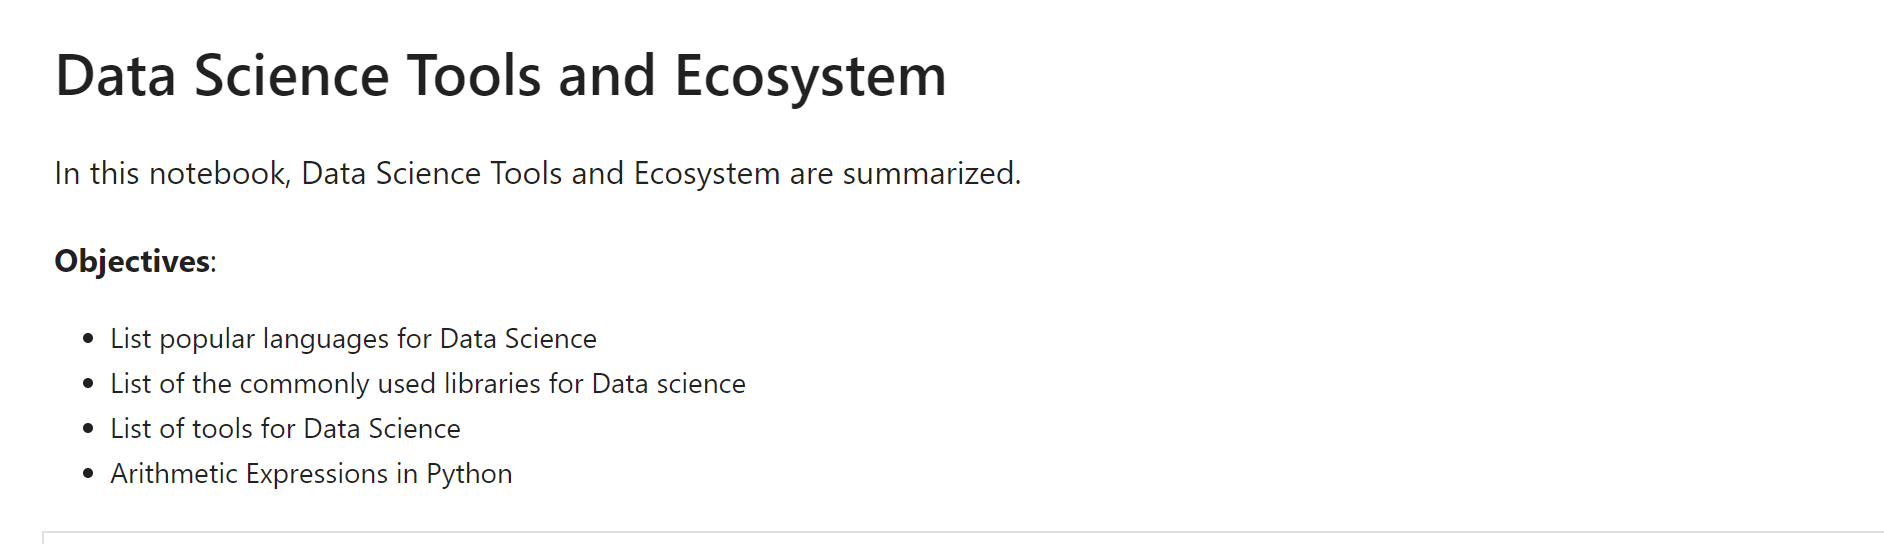 Data Science Tools and Ecosystem
In this notebook, Data Science Tools and Ecosystem are summarized.
Objectives:
• List popular languages for Data Science
• List of the commonly used libraries for Data science
• List of tools for Data Science
• Arithmetic Expressions in Python